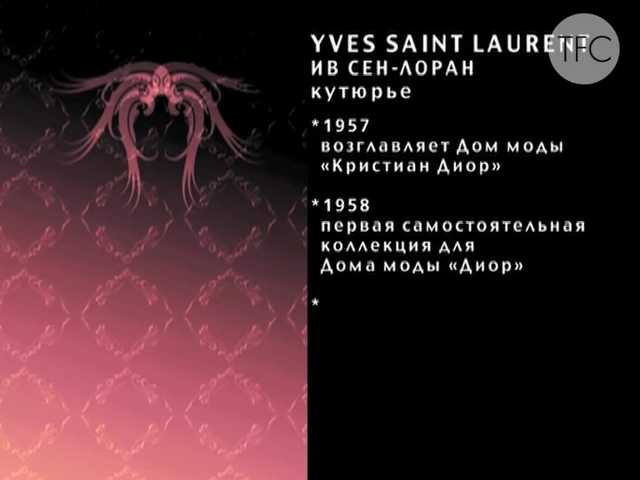 YVES SAINT LAURENT
TFC
ИВ СЕН-ЛОРАН
кутюрье
*1957
возглавляет Дом моды
«Кристиан Диор»
*1958
первая самостоятельная
коллекция для
Дома моды «Диор»
*